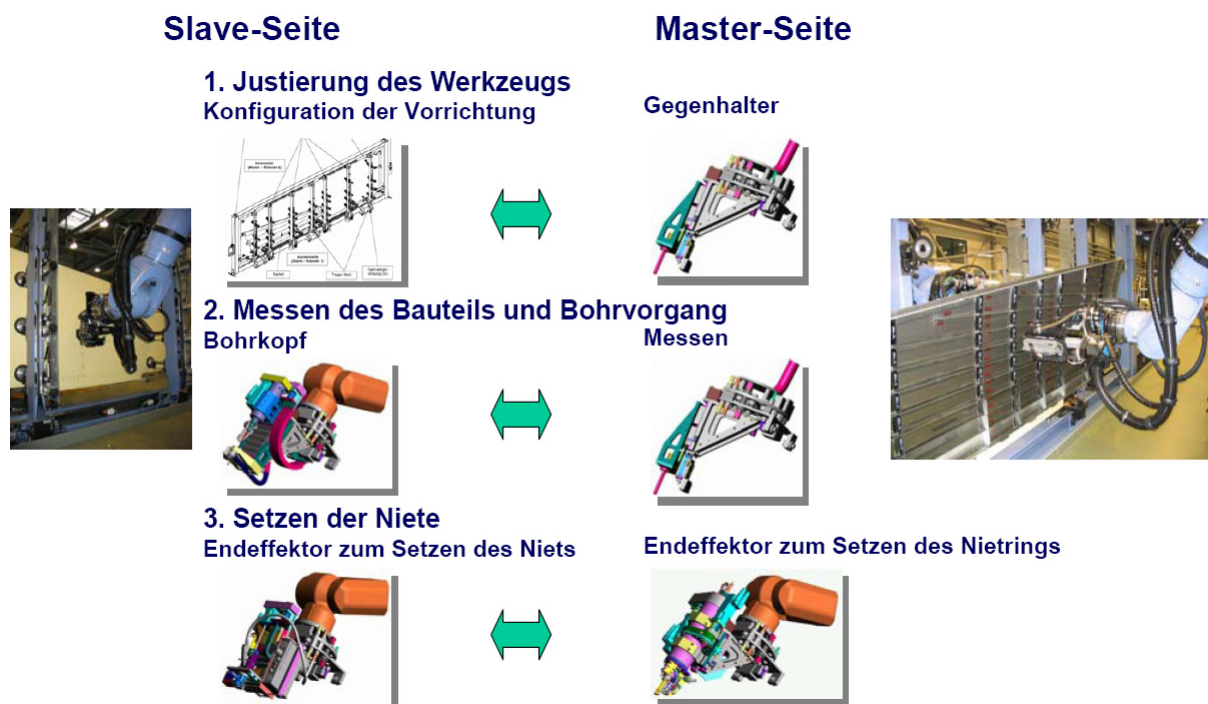 Slave-Seite
Master-Seite
1. Justierung des Werkzeugs
Konfiguration der Vorrichtung
Gegenhalter
2. Messen des Bauteils und Bohrvorgang
Bohrkopf
Messen
3. Setzen der Niete
Endeffektor zum Setzen des Niets
Endeffektor zum Setzen des Nietrings